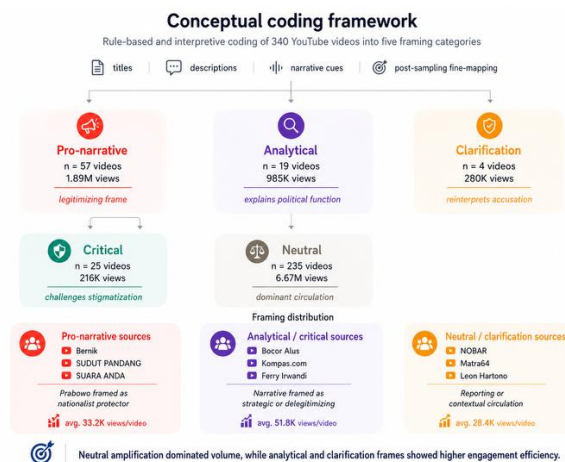 Conceptual coding framework
Rule-based and interpretive coding of 340 YouTube videos into five framing categories
titles
descriptions
narrative cues
post-sampling fine-mapping
Pro-narrative
n = 57 videos
1.89M views
legitimizing frame
Analytical
n = 19 videos
985K views
explains political function
Clarification
n = 4 videos
280K views
reinterprets accusation
Critical
n = 25 videos
216K views
challenges stigmatization
Neutral
n = 235 videos
6.67M views
dominant circulation
Framing distribution
Pro-narrative sources
Bernik
SUDUT PANDANG
SUARA ANDA
Prabowo framed as
nationalist protector
avg. 33.2K views/video
Analytical / critical sources
Bocor Alus
Kompas.com
Ferry Irwandi
Narrative framed as
strategic or delegitimizing
avg. 51.8K views/video
Neutral / clarification sources
NOBAR
Matra64
Leon Hartono
Reporting or
contextual circulation
avg. 28.4K views/video
Neutral amplification dominated volume, while analytical and clarification frames showed higher engagement efficiency.